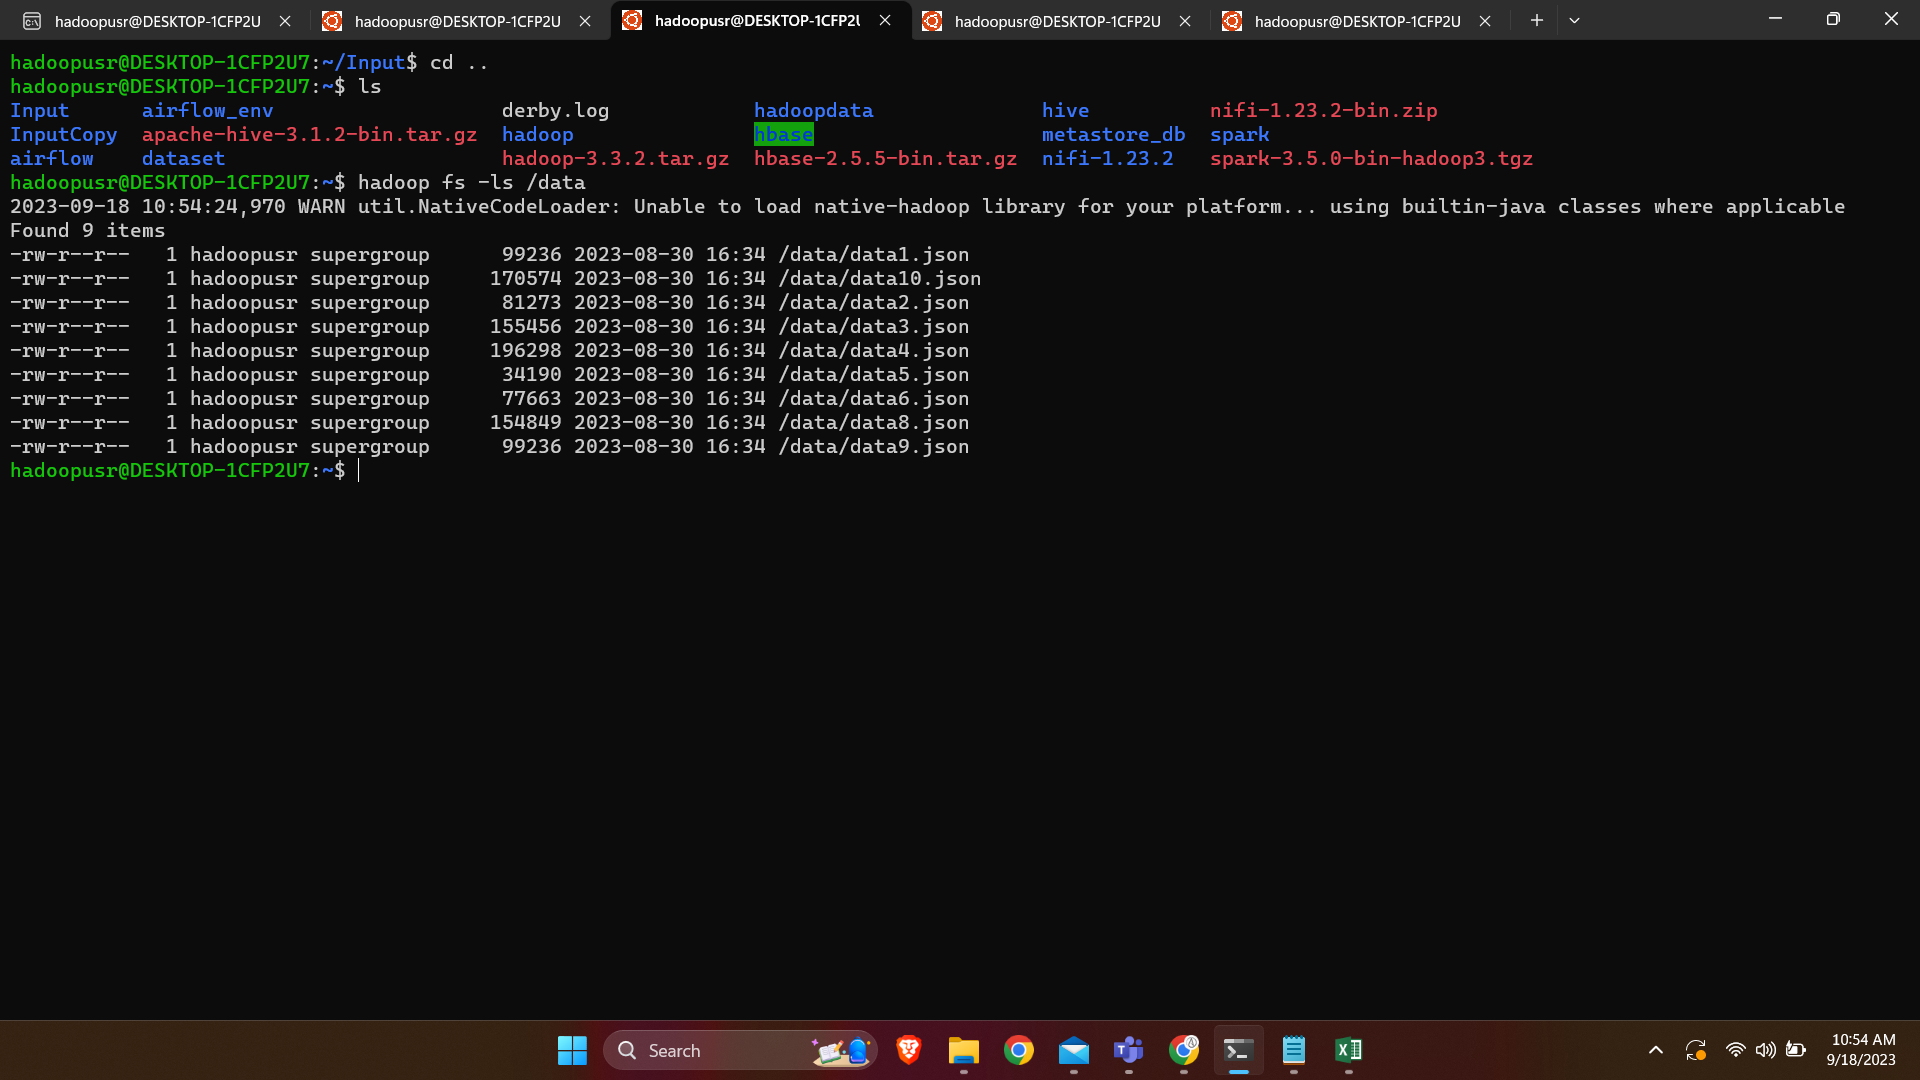 hadoopusr@DESKTOP-1CFP2U hadoopusr@DESKTOP-1CFP2U hadoopusr@DESKTOP-1CFP2U hadoopusr@DESKTOP-1CFP2U hadoopusr@DESKTOP-1CFP2U
hadoopusr@DESKTOP-1CFP2U7:~/Input$ cd ..
hadoopusr@DESKTOP-1CFP2U7:~$ ls
Input airflow_env derby.log hadoopdata hive nifi-1.23.2-bin.zip
InputCopy apache-hive-3.1.2-bin.tar.gz hadoop hbase metastore_db spark
airflow dataset hadoop-3.3.2.tar.gz hbase-2.5.5-bin.tar.gz nifi-1.23.2 spark-3.5.0-bin-hadoop3.tgz
hadoopusr@DESKTOP-1CFP2U7:~$ hadoop fs -ls /data
2023-09-18 10:54:24,970 WARN util.NativeCodeLoader: Unable to load native-hadoop library for your platform... using builtin-java classes where applicable
Found 9 items
-rw-r--r-- 1 hadoopusr supergroup 99236 2023-08-30 16:34 /data/data1.json
-rw-r--r-- 1 hadoopusr supergroup 170574 2023-08-30 16:34 /data/data10.json
-rw-r--r-- 1 hadoopusr supergroup 81273 2023-08-30 16:34 /data/data2.json
-rw-r--r-- 1 hadoopusr supergroup 155456 2023-08-30 16:34 /data/data3.json
-rw-r--r-- 1 hadoopusr supergroup 196298 2023-08-30 16:34 /data/data4.json
-rw-r--r-- 1 hadoopusr supergroup 34190 2023-08-30 16:34 /data/data5.json
-rw-r--r-- 1 hadoopusr supergroup 77663 2023-08-30 16:34 /data/data6.json
-rw-r--r-- 1 hadoopusr supergroup 154849 2023-08-30 16:34 /data/data8.json
-rw-r--r-- 1 hadoopusr supergroup 99236 2023-08-30 16:34 /data/data9.json
hadoopusr@DESKTOP-1CFP2U7:~$
Search
10:54 AM
9/18/2023